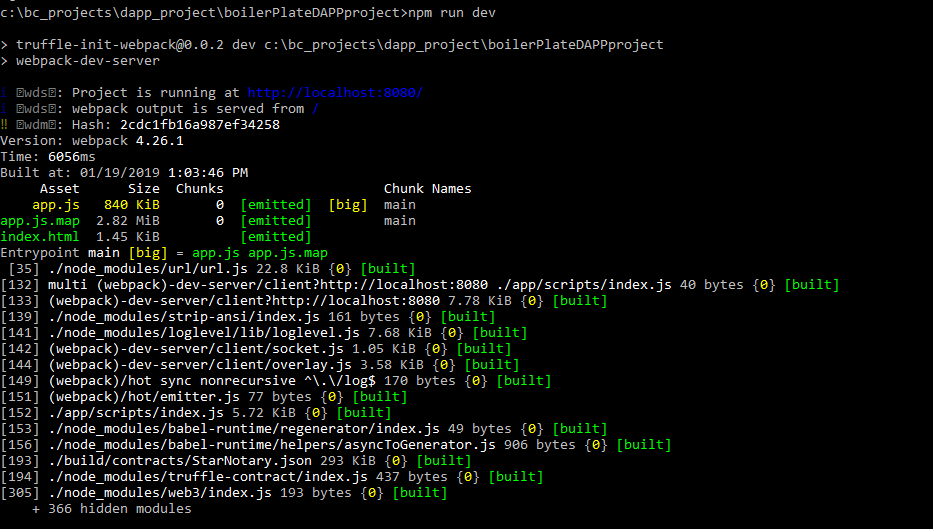 c:\bc_projects\dapp_project\boilerPlateDAPPproject>npm run dev
> truffle-init-webpack@0.0.2 dev c:\bc_projects\dapp_project\boilerPlateDAPPproject
> webpack-dev-server
i ⍰wds⍰: Project is running at http://localhost:8080/
i ⍰wds⍰: webpack output is served from /
‼ ⍰wdm⍰: Hash: 2cdc1fb16a987ef34258
Version: webpack 4.26.1
Time: 6056ms
Built at: 01/19/2019 1:03:46 PM
     Asset      Size  Chunks                    Chunk Names
    app.js   840 KiB       0  [emitted]  [big]  main
app.js.map  2.82 MiB       0  [emitted]         main
index.html  1.45 KiB          [emitted]
Entrypoint main [big] = app.js app.js.map
 [35] ./node_modules/url/url.js 22.8 KiB {0} [built]
[132] multi (webpack)-dev-server/client?http://localhost:8080 ./app/scripts/index.js 40 bytes {0} [built]
[133] (webpack)-dev-server/client?http://localhost:8080 7.78 KiB {0} [built]
[139] ./node_modules/strip-ansi/index.js 161 bytes {0} [built]
[141] ./node_modules/loglevel/lib/loglevel.js 7.68 KiB {0} [built]
[142] (webpack)-dev-server/client/socket.js 1.05 KiB {0} [built]
[144] (webpack)-dev-server/client/overlay.js 3.58 KiB {0} [built]
[149] (webpack)/hot sync nonrecursive ^\.\/log$ 170 bytes {0} [built]
[151] (webpack)/hot/emitter.js 77 bytes {0} [built]
[152] ./app/scripts/index.js 5.72 KiB {0} [built]
[153] ./node_modules/babel-runtime/regenerator/index.js 49 bytes {0} [built]
[156] ./node_modules/babel-runtime/helpers/asyncToGenerator.js 906 bytes {0} [built]
[193] ./build/contracts/StarNotary.json 293 KiB {0} [built]
[194] ./node_modules/truffle-contract/index.js 437 bytes {0} [built]
[305] ./node_modules/web3/index.js 193 bytes {0} [built]
    + 366 hidden modules